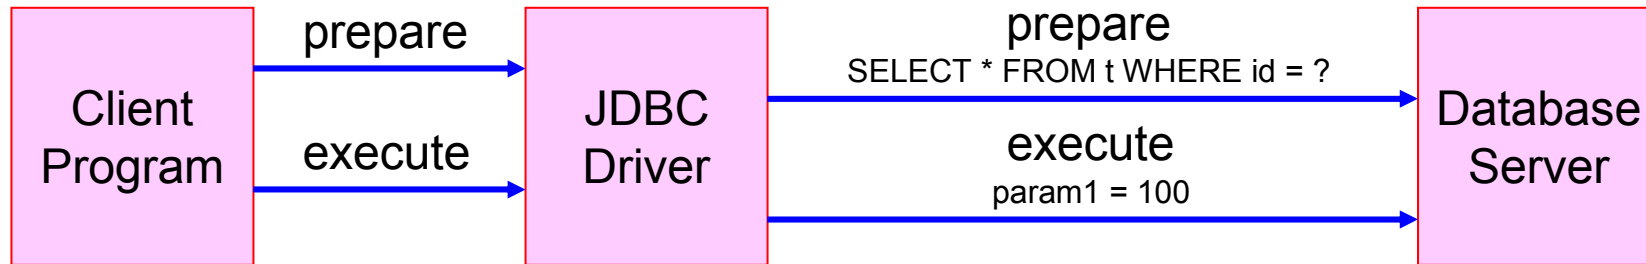 Client
Program
prepare
execute
JDBC
Driver
prepare
SELECT * FROM t WHERE id = ?
execute
param1 = 100
Database
Server